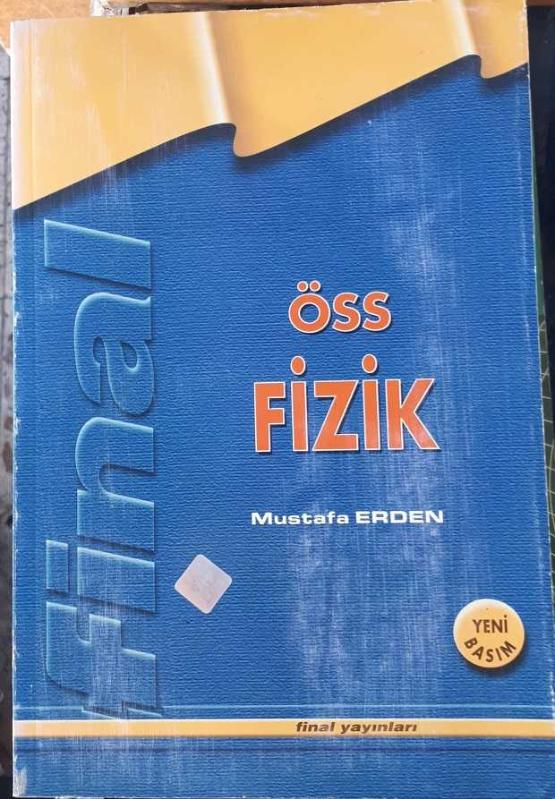 final
ÖSS
FİZİK
Mustafa ERDEN
YENİ
BASIM
final yayınları